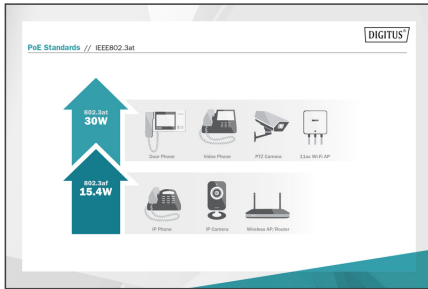 DIGITUS®
PoE Standards // IEEE802.3at
802.3at
30W
Door Phone Video Phone PTZ Camera 11ac Wi-Fi AP
802.3af
15.4W
IP Phone IP Camera Wireless AP/Router